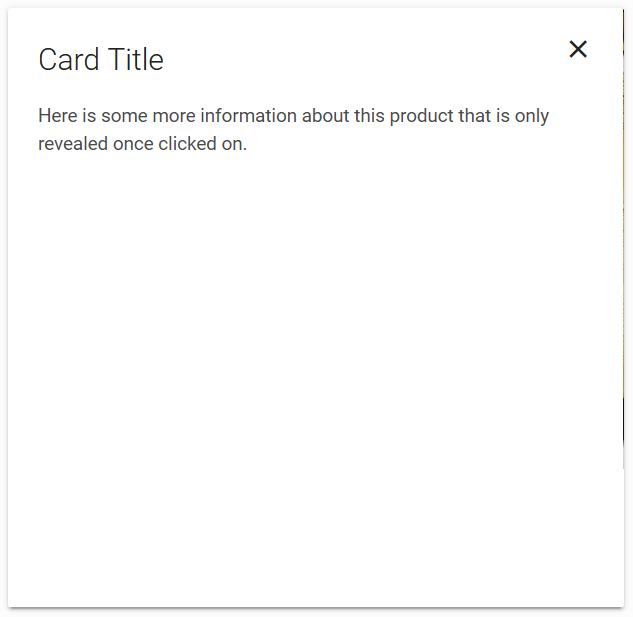 Card Title
Here is some more information about this product that is only
revealed once clicked on.